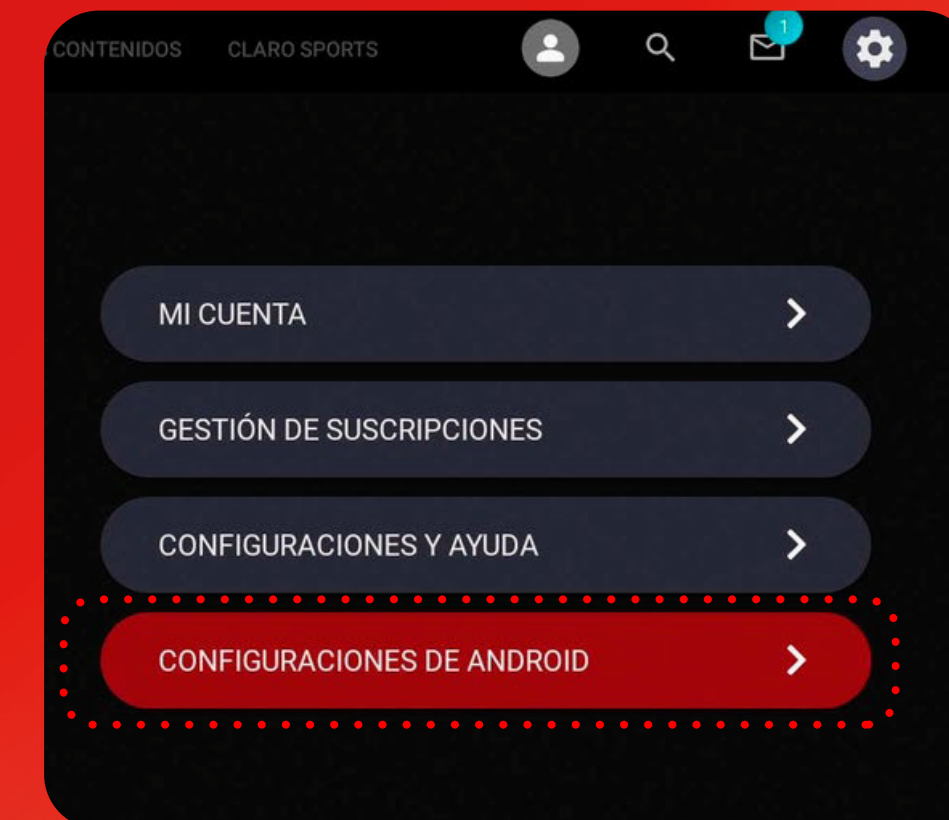 CONTENIDOS CLARO SPORTS 1
MI CUENTA
GESTIÓN DE SUSCRIPCIONES
CONFIGURACIONES Y AYUDA
CONFIGURACIONES DE ANDROID